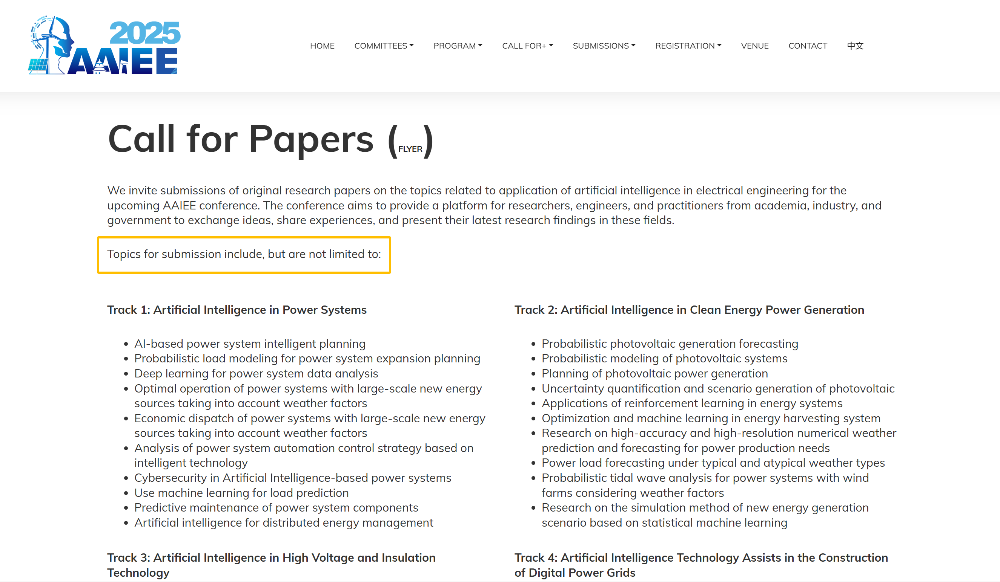 2025
AAIEE
HOME COMMITTEES PROGRAM CALL FOR+ SUBMISSIONS REGISTRATION VENUE CONTACT 中文
Call for Papers (FLYER)
We invite submissions of original research papers on the topics related to application of artificial intelligence in electrical engineering for the
upcoming AAIEE conference. The conference aims to provide a platform for researchers, engineers, and practitioners from academia, industry, and
government to exchange ideas, share experiences, and present their latest research findings in these fields.
Topics for submission include, but are not limited to:
Track 1: Artificial Intelligence in Power Systems
• AI-based power system intelligent planning
• Probabilistic load modeling for power system expansion planning
• Deep learning for power system data analysis
• Optimal operation of power systems with large-scale new energy
sources taking into account weather factors
• Economic dispatch of power systems with large-scale new energy
sources taking into account weather factors
• Analysis of power system automation control strategy based on
intelligent technology
• Cybersecurity in Artificial Intelligence-based power systems
• Use machine learning for load prediction
• Predictive maintenance of power system components
• Artificial intelligence for distributed energy management
Track 2: Artificial Intelligence in Clean Energy Power Generation
• Probabilistic photovoltaic generation forecasting
• Probabilistic modeling of photovoltaic systems
• Planning of photovoltaic power generation
• Uncertainty quantification and scenario generation of photovoltaic
• Applications of reinforcement learning in energy systems
• Optimization and machine learning in energy harvesting system
• Research on high-accuracy and high-resolution numerical weather
prediction and forecasting for power production needs
• Power load forecasting under typical and atypical weather types
• Probabilistic tidal wave analysis for power systems with wind
farms considering weather factors
• Research on the simulation method of new energy generation
scenario based on statistical machine learning
Track 3: Artificial Intelligence in High Voltage and Insulation
Technology
Track 4: Artificial Intelligence Technology Assists in the Construction
of Digital Power Grids